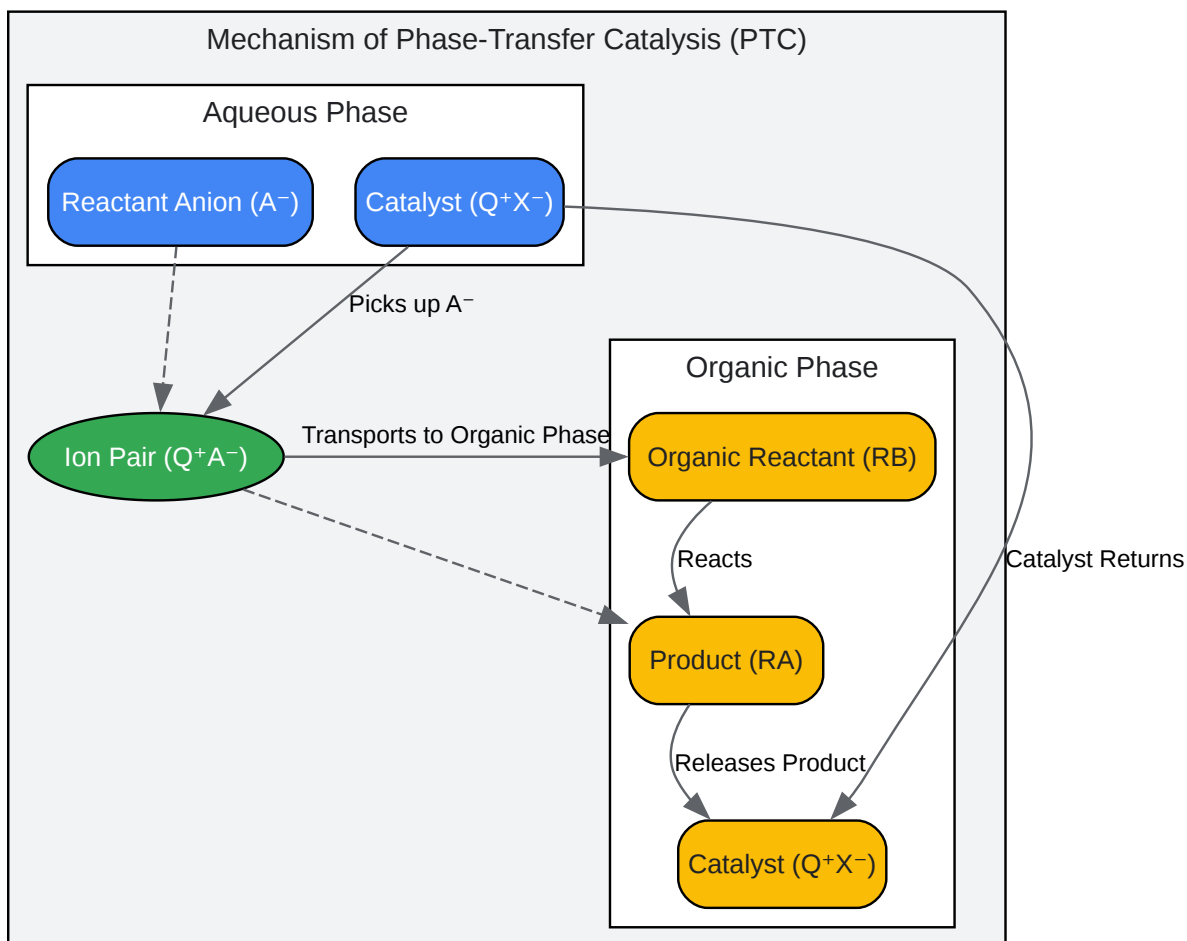 Mechanism of Phase-Transfer Catalysis (PTC)
Aqueous Phase
Reactant Anion (A⁻)
Catalyst (Q⁺X⁻)
Picks up A⁻
Organic Phase
Ion Pair (Q⁺A⁻)
Transports to Organic Phase
Organic Reactant (RB)
Reacts
Catalyst Returns
Product (RA)
Releases Product
Catalyst (Q⁺X⁻)